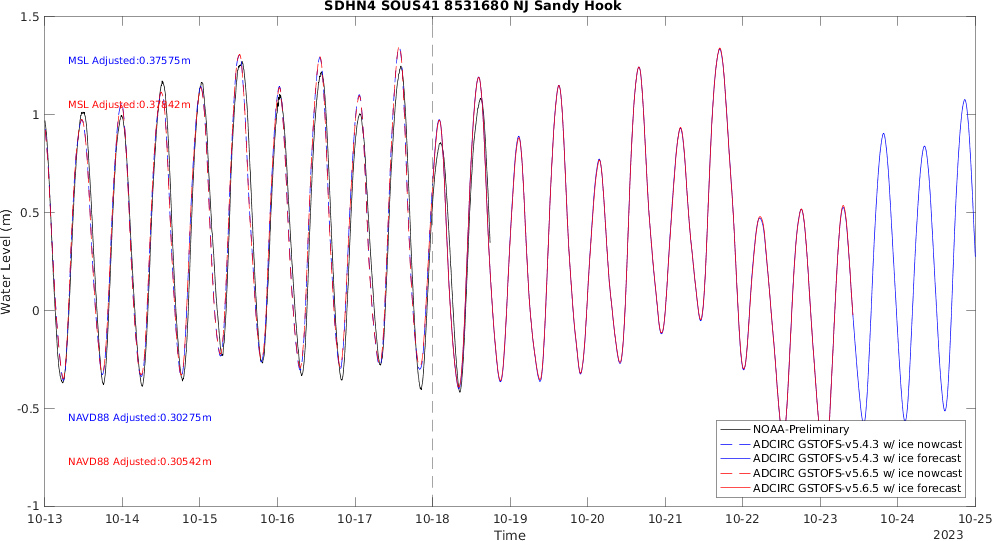 SDHN4 SOUS41 8531680 NJ Sandy Hook
1.5
1
0.5
0
-0.5
-1
Water Level (m)
MSL Adjusted:0.37575m
MSL Adjusted:0.37842m
NAVD88 Adjusted:0.30275m
NAVD88 Adjusted:0.30542m
NOAA-Preliminary
ADCIRC GSTOFS-v5.4.3 w/ ice nowcast
ADCIRC GSTOFS-v5.4.3 w/ ice forecast
ADCIRC GSTOFS-v5.6.5 w/ ice nowcast
ADCIRC GSTOFS-v5.6.5 w/ ice forecast
10-13 10-14 10-15 10-16 10-17 10-18 10-19 10-20 10-21 10-22 10-23 10-24 10-25
Time
2023